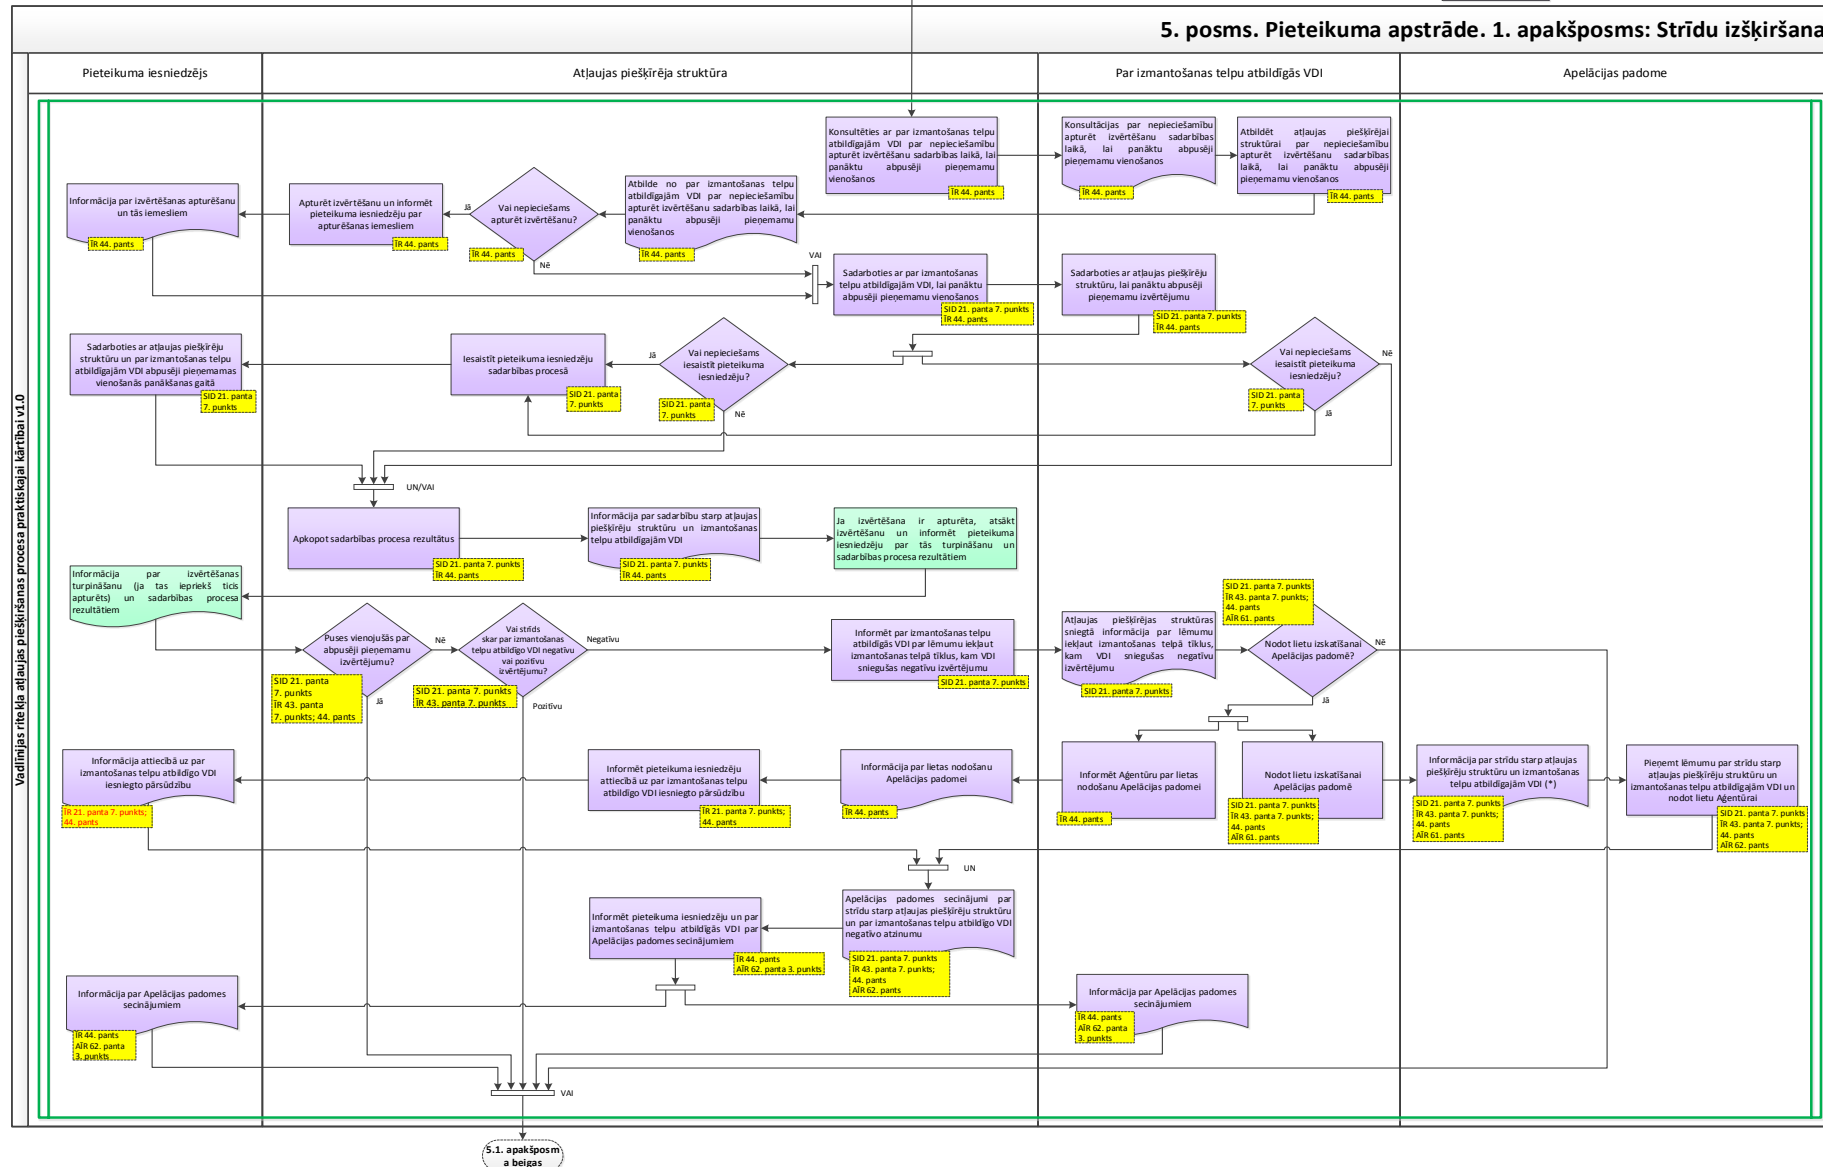 5. posms. Pieteikuma apstrāde. 1. apakšposms: Strīdu izšķiršana
Vadlīnijas ritekļa atļaujas piešķiršanas procesa praktiskajai kārtībai v1.0
Pieteikuma iesniedzējs
Atļaujas piešķīrēja struktūra
Par izmantošanas telpu atbildīgās VDI
Apelācijas padome
Konsultēties ar par izmantošanas telpu
atbildīgajām VDI par nepieciešamību
apturēt izvērtēšanu sadarbības laikā, lai
panāktu abpusēji pieņemamu
vienošanos
ĪR 44. pants
Konsultācijas par nepieciešamību
apturēt izvērtēšanu sadarbības
laikā, lai panāktu abpusēji
pieņemamu vienošanos
ĪR 44. pants
Atbildēt atļaujas piešķīrējai
struktūrai par nepieciešamību
apturēt izvērtēšanu sadarbības
laikā, lai panāktu abpusēji
pieņemamu vienošanos
ĪR 44. pants
Informācija par izvērtēšanas apturēšanu
un tās iemesliem
ĪR 44. pants
Apturēt izvērtēšanu un informēt
pieteikuma iesniedzēju par
apturēšanas iemesliem
ĪR 44. pants
Jā
Vai nepieciešams
apturēt izvērtēšanu?
ĪR 44. pants
Nē
Atbilde no par izmantošanas telpu
atbildīgajām VDI par nepieciešamību
apturēt izvērtēšanu sadarbības laikā, lai
panāktu abpusēji pieņemamu
vienošanos
ĪR 44. pants
VAI
Sadarboties ar par izmantošanas
telpu atbildīgajām VDI, lai panāktu
abpusēji pieņemamu vienošanos
SID 21. panta 7. punkts
ĪR 44. pants
Sadarboties ar atļaujas piešķīrēju
struktūru, lai panāktu abpusēji
pieņemamu izvērtējumu
SID 21. panta 7. punkts
ĪR 44. pants
Sadarboties ar atļaujas piešķīrēju
struktūru un par izmantošanas telpu
atbildīgajām VDI abpusēji pieņemamas
vienošanās panākšanas gaitā
SID 21. panta
7. punkts
Iesaistīt pieteikuma iesniedzēju
sadarbības procesā
SID 21. panta
7. punkts
Jā
Vai nepieciešams
iesaistīt pieteikuma
iesniedzēju?
SID 21. panta
7. punkts
Nē
Vai nepieciešams
iesaistīt pieteikuma
iesniedzēju?
Nē
SID 21. panta
7. punkts
Jā
UN/VAI
Apkopot sadarbības procesa rezultātus
SID 21. panta 7. punkts
ĪR 44. pants
Informācija par sadarbību starp atļaujas
piešķīrēju struktūru un izmantošanas
telpu atbildīgajām VDI
SID 21. panta 7. punkts
ĪR 44. pants
Ja izvērtēšana ir apturēta, atsākt
izvērtēšanu un informēt pieteikuma
iesniedzēju par tās turpināšanu un
sadarbības procesa rezultātiem
Informācija par izvērtēšanas
turpināšanu (ja tas iepriekš ticis
apturēts) un sadarbības procesa
rezultātiem
Puses vienojušās par
abpusēji pieņemamu
izvērtējumu?
SID 21. panta
7. punkts
ĪR 43. panta
7. punkts; 44. pants
Nē
Jā
Vai strīds
skar par izmantošanas
telpu atbildīgo VDI negatīvu
vai pozitīvu
izvērtējumu?
SID 21. panta 7. punkts
ĪR 43. panta 7. punkts
Negatīvu
Pozitīvu
Informēt par izmantošanas telpu
atbildīgās VDI par lēmumu iekļaut
izmantošanas telpā tīklus, kam VDI
sniegušas negatīvu izvērtējumu
SID 21. panta 7. punkts
Atļaujas piešķīrējas struktūras
sniegtā informācija par lēmumu
iekļaut izmantošanas telpā tīklus,
kam VDI sniegušas negatīvu
izvērtējumu
SID 21. panta 7. punkts
SID 21. panta 7. punkts
ĪR 43. panta 7. punkts;
44. pants
AĪR 61. pants
Nodot lietu izskatīšanai
Apelācijas padomē?
Nē
Jā
Informācija attiecībā uz par
izmantošanas telpu atbildīgo VDI
iesniegto pārsūdzību
ĪR 21. panta 7. punkts;
44. pants
Informēt pieteikuma iesniedzēju
attiecībā uz par izmantošanas telpu
atbildīgo VDI iesniegto pārsūdzību
ĪR 21. panta 7. punkts;
44. pants
Informācija par lietas nodošanu
Apelācijas padomei
ĪR 44. pants
Informēt Aģentūru par lietas
nodošanu Apelācijas padomei
ĪR 44. pants
Nodot lietu izskatīšanai
Apelācijas padomē
SID 21. panta 7. punkts
ĪR 43. panta 7. punkts;
44. pants
AĪR 61. pants
Informācija par strīdu starp atļaujas
piešķīrēju struktūru un izmantošanas
telpu atbildīgajām VDI (*)
SID 21. panta 7. punkts
ĪR 43. panta 7. punkts;
44. pants
AĪR 61. pants
Pieņemt lēmumu par strīdu starp
atļaujas piešķīrēju struktūru un
izmantošanas telpu atbildīgajām VDI un
nodot lietu Aģentūrai
SID 21. panta 7. punkts
ĪR 43. panta 7. punkts;
44. pants
AĪR 62. pants
UN
Informēt pieteikuma iesniedzēju un par
izmantošanas telpu atbildīgās VDI par
Apelācijas padomes secinājumiem
ĪR 44. pants
AĪR 62. panta 3. punkts
Apelācijas padomes secinājumi par
strīdu starp atļaujas piešķīrēju struktūru
un par izmantošanas telpu atbildīgo VDI
negatīvo atzinumu
SID 21. panta 7. punkts
ĪR 43. panta 7. punkts;
44. pants
AĪR 62. pants
Informācija par Apelācijas padomes
secinājumiem
ĪR 44. pants
AĪR 62. panta
3. punkts
Informācija par Apelācijas padomes
secinājumiem
ĪR 44. pants
AĪR 62. panta
3. punkts
VAI
5.1. apakšposm
a beigas